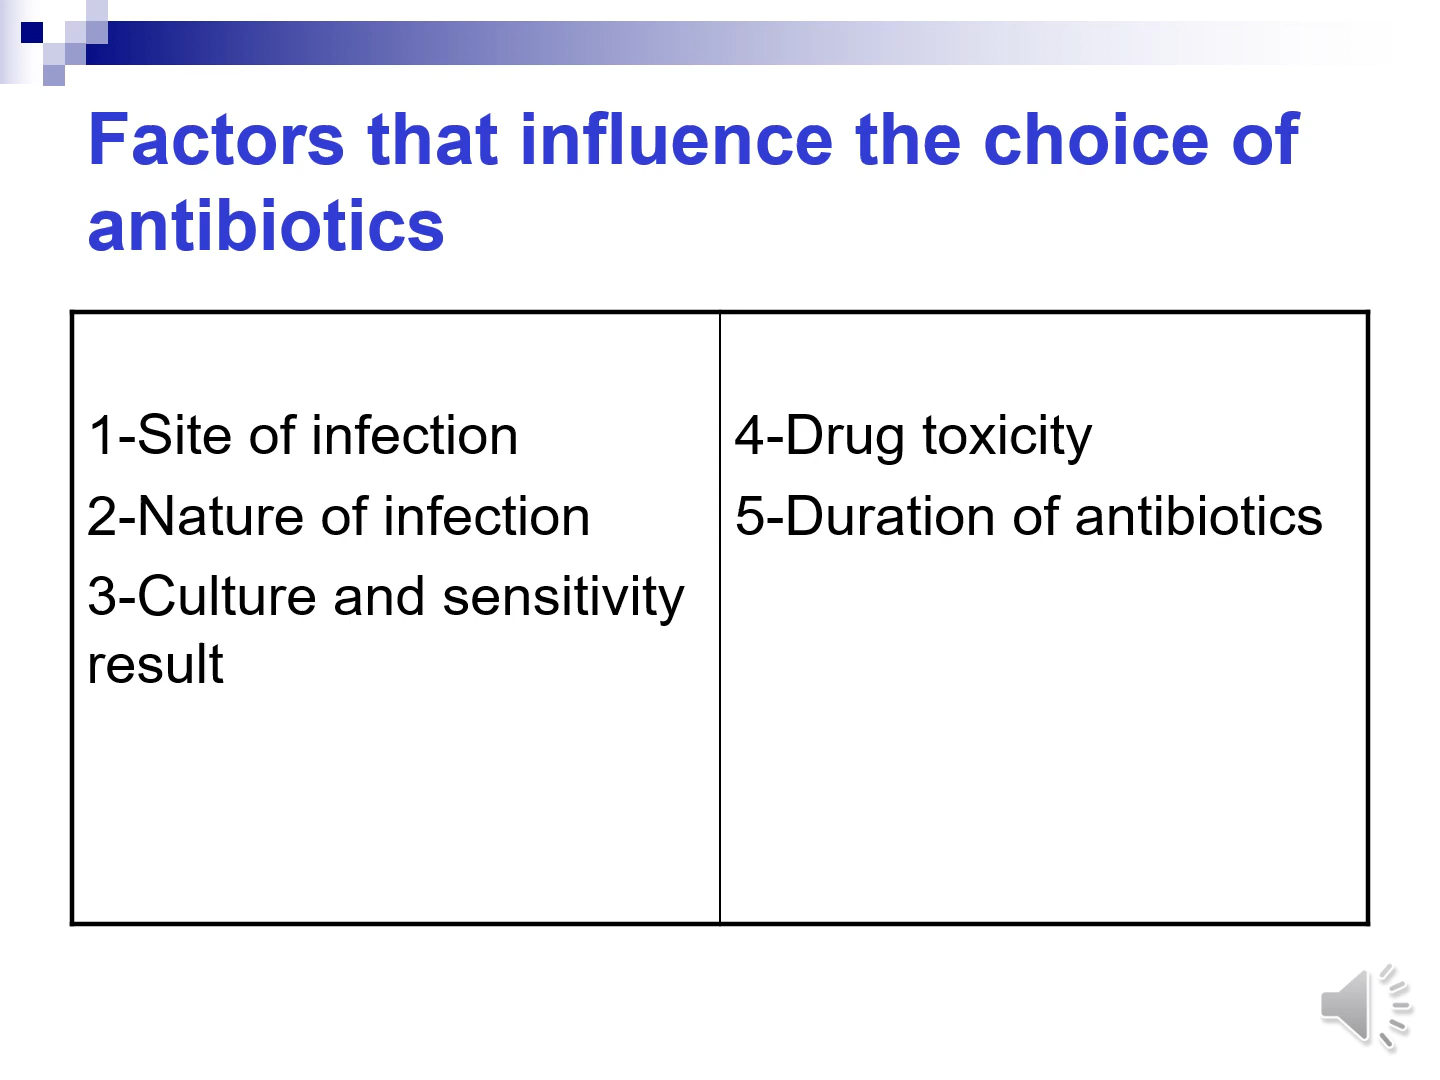 Factors that influence the choice of
antibiotics
1-Site of infection
2-Nature of infection
3-Culture and sensitivity
result
4-Drug toxicity
5-Duration of antibiotics